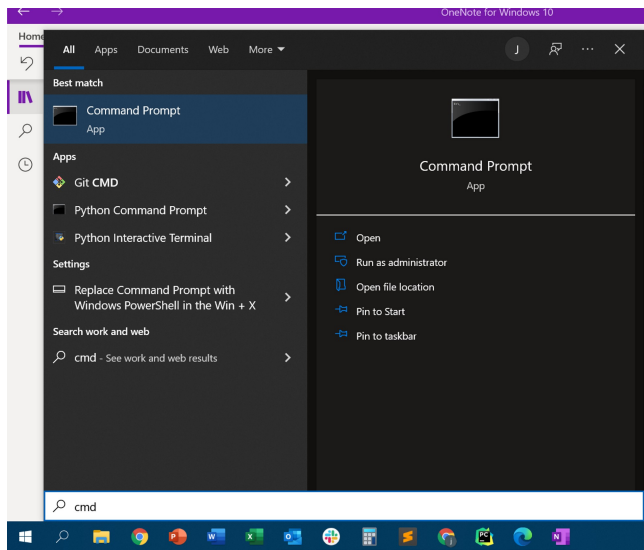 OneNote for Windows 10
Home
All Apps Documents Web More
J
Best match
Command Prompt
App
Apps
Git CMD
Python Command Prompt
Python Interactive Terminal
Settings
Replace Command Prompt with
Windows PowerShell in the Win + X
Search work and web
cmd - See work and web results
Command Prompt
App
Open
Run as administrator
Open file location
Pin to Start
Pin to taskbar
cmd